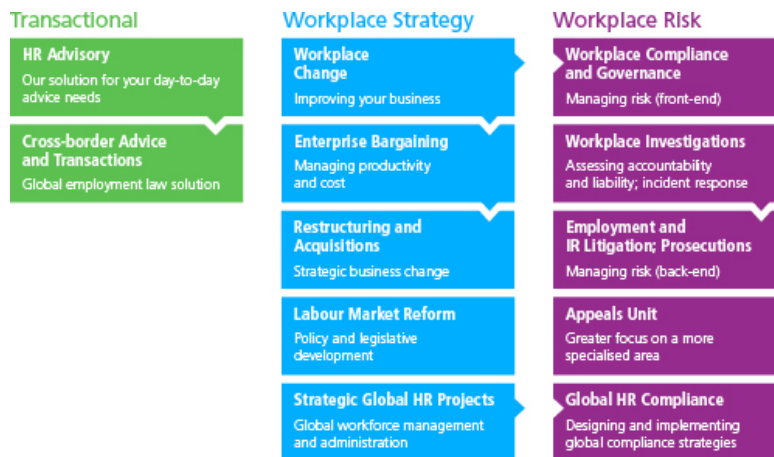 Transactional
HR Advisory
Our solution for your day-to-day
advice needs
Cross-border Advice
and Transactions
Global employment law solution
Workplace Strategy
Workplace
Change
Improving your business
Enterprise Bargaining
Managing productivity
and cost
Restructuring and
Acquisitions
Strategic business change
Labour Market Reform
Policy and legislative
development
Strategic Global HR Projects
Global workforce management
and administration
Workplace Risk
Workplace Compliance
and Governance
Managing risk (front-end)
Workplace Investigations
Assessing accountability
and liability; incident response
Employment and
IR Litigation; Prosecutions
Managing risk (back-end)
Appeals Unit
Greater focus on a more
specialised area
Global HR Compliance
Designing and implementing
global compliance strategies